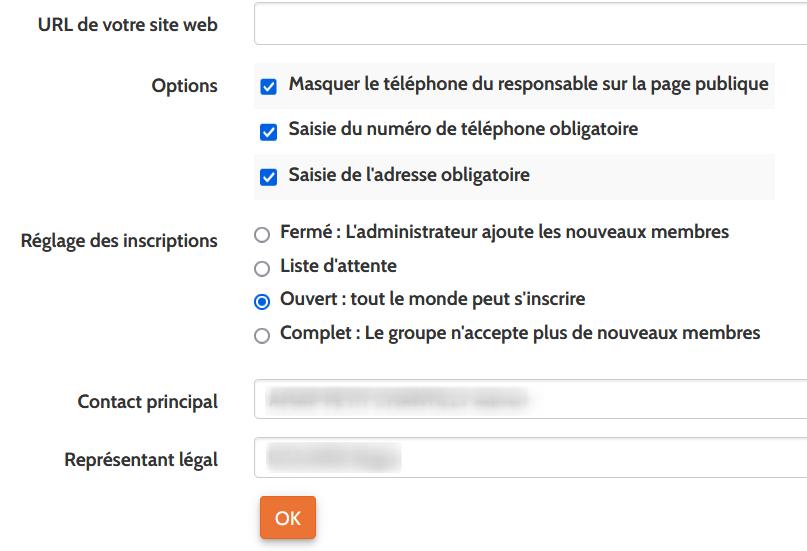 URL de votre site web
Options
Masquer le téléphone du responsable sur la page publique
Saisie du numéro de téléphone obligatoire
Saisie de l'adresse obligatoire
Réglage des inscriptions
Fermé : L'administrateur ajoute les nouveaux membres
Liste d'attente
Ouvert : tout le monde peut s'inscrire
Complet : Le groupe n'accepte plus de nouveaux membres
Contact principal
Représentant légal
OK